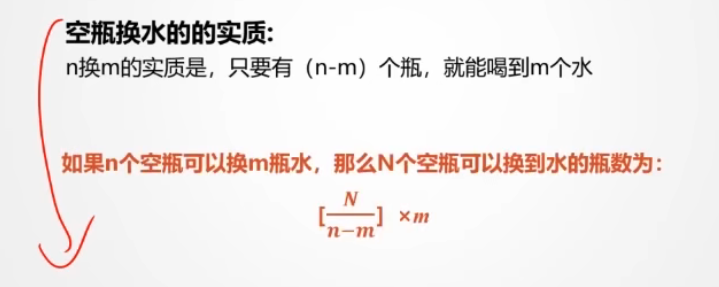 空瓶换水的的实质:
n换m的实质是，只要有（n-m）个瓶，就能喝到m个水
如果n个空瓶可以换m瓶水，那么N个空瓶可以换到水的瓶数为：
[N/(n−m)] ×m